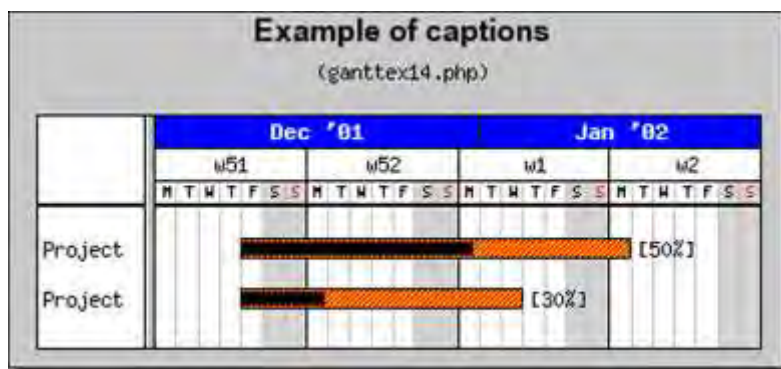 Example of captions
(ganttex14.php)
Dec '01 Jan '02
w51 w52 w1 w2
M T W T F S S M T W T F S S M T W T F S S M T W T F S S
Project [50%]
Project [30%]